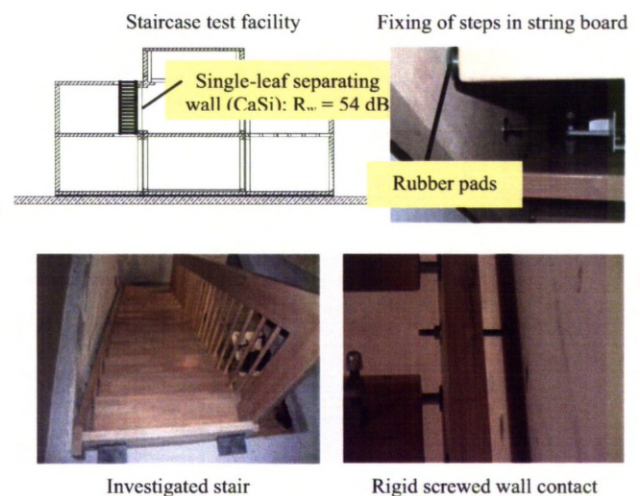 Staircase test facility
Fixing of steps in string board
Single-leaf separating
wall (CaSi): R = 54 dB
Rubber pads
Investigated stair
Rigid screwed wall contact